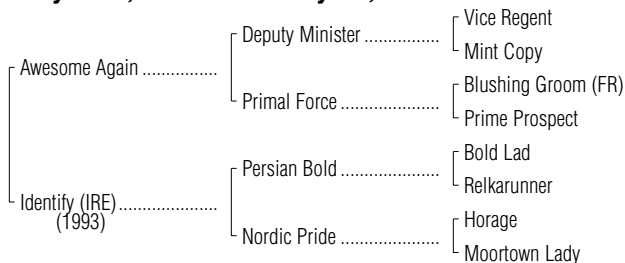 Vice Regent
Deputy Minister ..................
Mint Copy
Awesome Again ................
Blushing Groom (FR)
Primal Force .......................
Prime Prospect
Bold Lad
Persian Bold .......................
Relkarunner
Identify (IRE) .....................
(1993)
Horage
Nordic Pride .......................
Moortown Lady